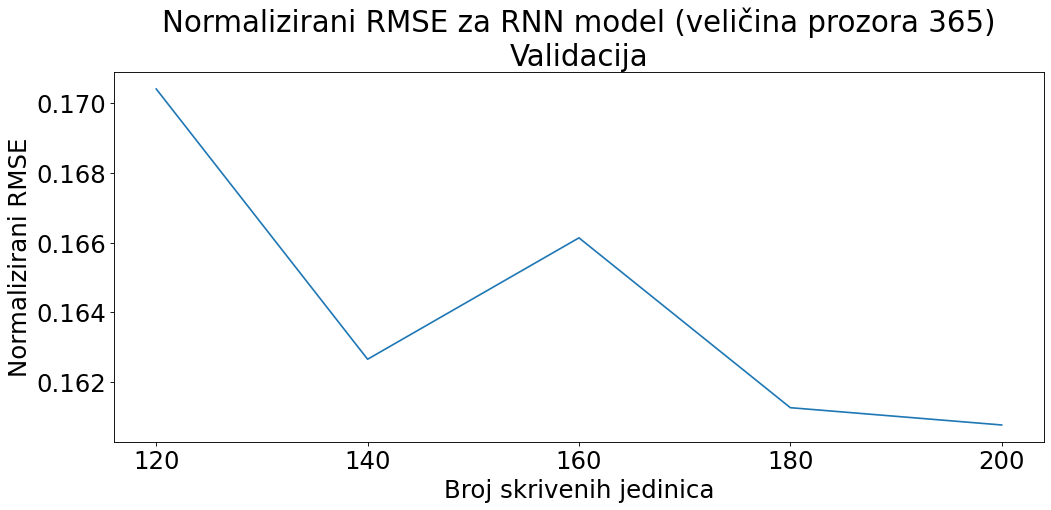 Normalizirani RMSE za RNN model (veličina prozora 365)
Validacija
Normalizirani RMSE
0.170
0.168
0.166
0.164
0.162
120 140 160 180 200
Broj skrivenih jedinica